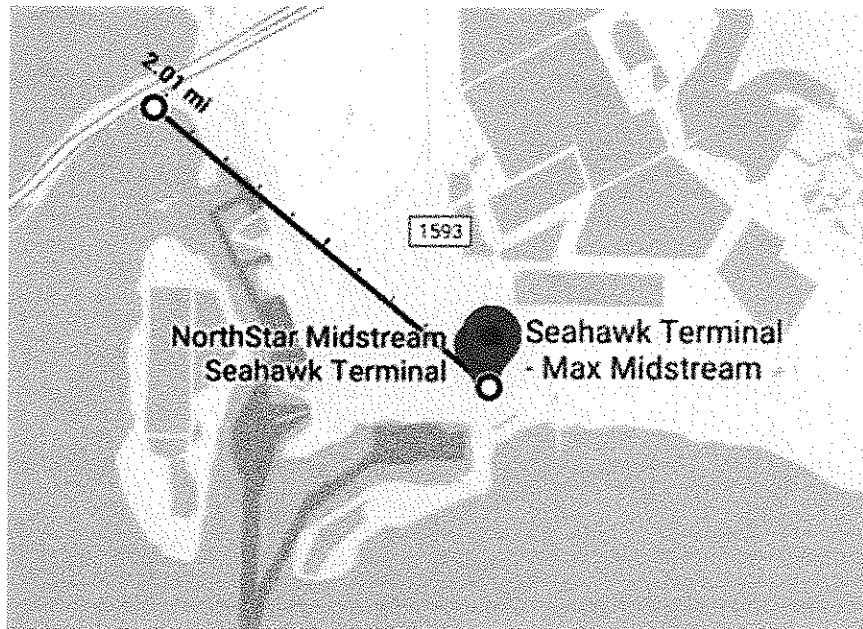 2.01 mi
1593
NorthStar Midstream
Seahawk Terminal
Seahawk Terminal
- Max Midstream